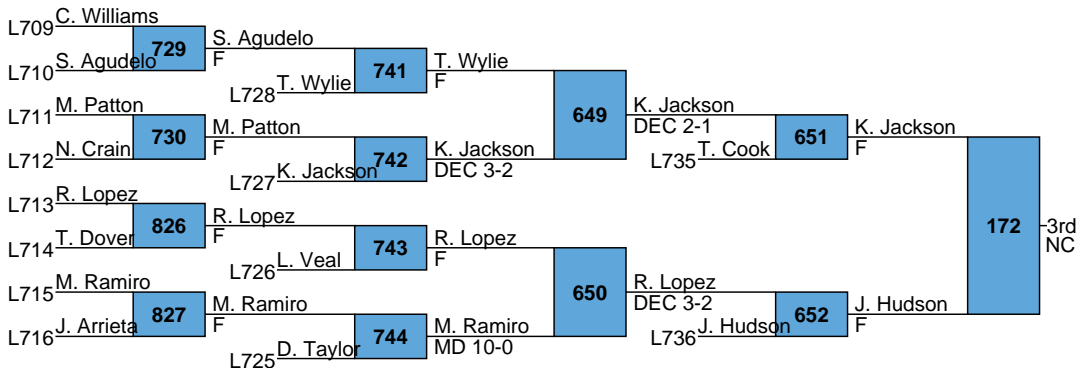 L709 C. Williams
L710 S. Agudelo
729
S. Agudelo
F
L728 T. Wylie
741
T. Wylie
F
L711 M. Patton
L712 N. Crain
730
M. Patton
F
L727 K. Jackson
742
K. Jackson
DEC 3-2
649
K. Jackson
DEC 2-1
L735 T. Cook
651
K. Jackson
F
L713 R. Lopez
L714 T. Dover
826
R. Lopez
F
L726 L. Veal
743
R. Lopez
F
L715 M. Ramiro
L716 J. Arrieta
827
M. Ramiro
F
L725 D. Taylor
744
M. Ramiro
MD 10-0
650
R. Lopez
DEC 3-2
L736 J. Hudson
652
J. Hudson
F
172
3rd
NC